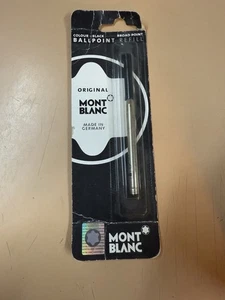 COLOUR : BLACK BROAD POINT
BALLPOINT REFILL
ORIGINAL
MONT
BLANC
MADE IN
GERMANY
MONT
BLANC